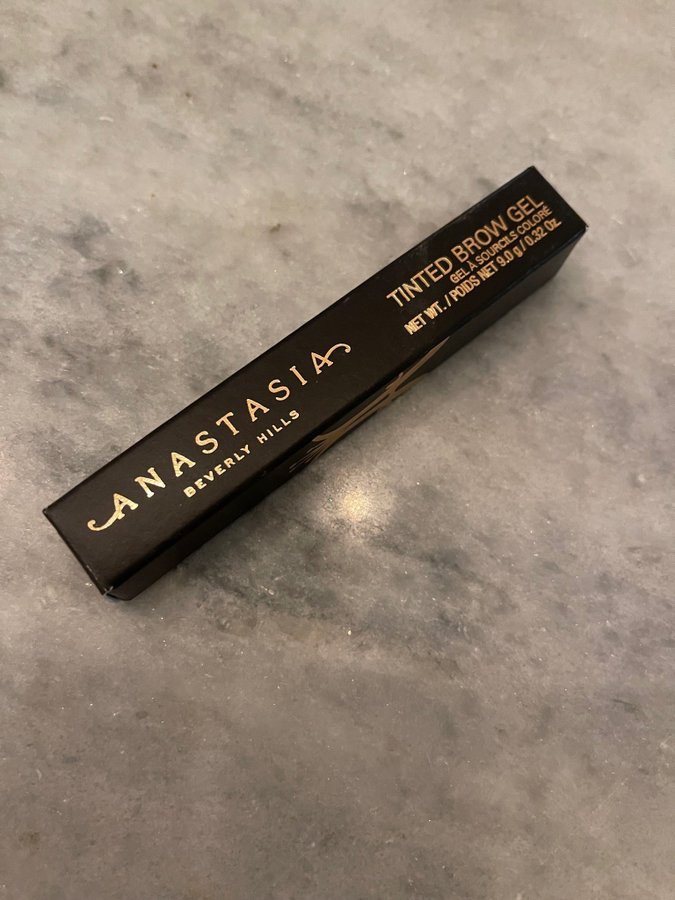 ANASTASIA
BEVERLY HILLS
TINTED BROW GEL
GEL À SOURCILS COLORÉ
NET WT. / POIDS NET 9.0 g / 0.32 Oz.